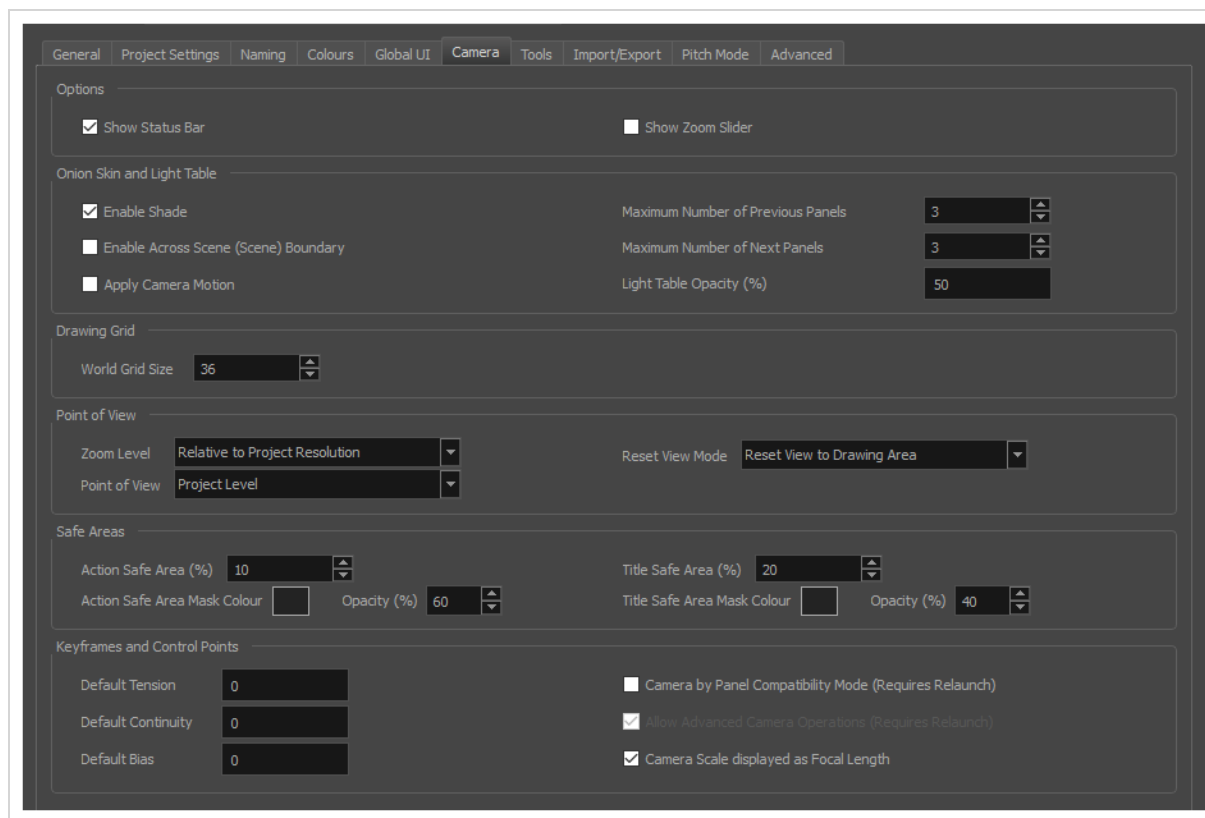 General Project Settings Naming Colours Global UI Camera Tools Import/Export Pitch Mode Advanced
Options
Show Status Bar Show Zoom Slider
Onion Skin and Light Table
Enable Shade Maximum Number of Previous Panels 3
Enable Across Scene (Scene) Boundary Maximum Number of Next Panels 3
Apply Camera Motion Light Table Opacity (%) 50
Drawing Grid
World Grid Size 36
Point of View
Zoom Level Relative to Project Resolution Reset View Mode Reset View to Drawing Area
Point of View Project Level
Safe Areas
Action Safe Area (%) 10 Title Safe Area (%) 20
Action Safe Area Mask Colour Opacity (%) 60 Title Safe Area Mask Colour Opacity (%) 40
Keyframes and Control Points
Default Tension 0 Camera by Panel Compatibility Mode (Requires Relaunch)
Default Continuity 0 Allow Advanced Camera Operations (Requires Relaunch)
Default Bias 0 Camera Scale displayed as Focal Length